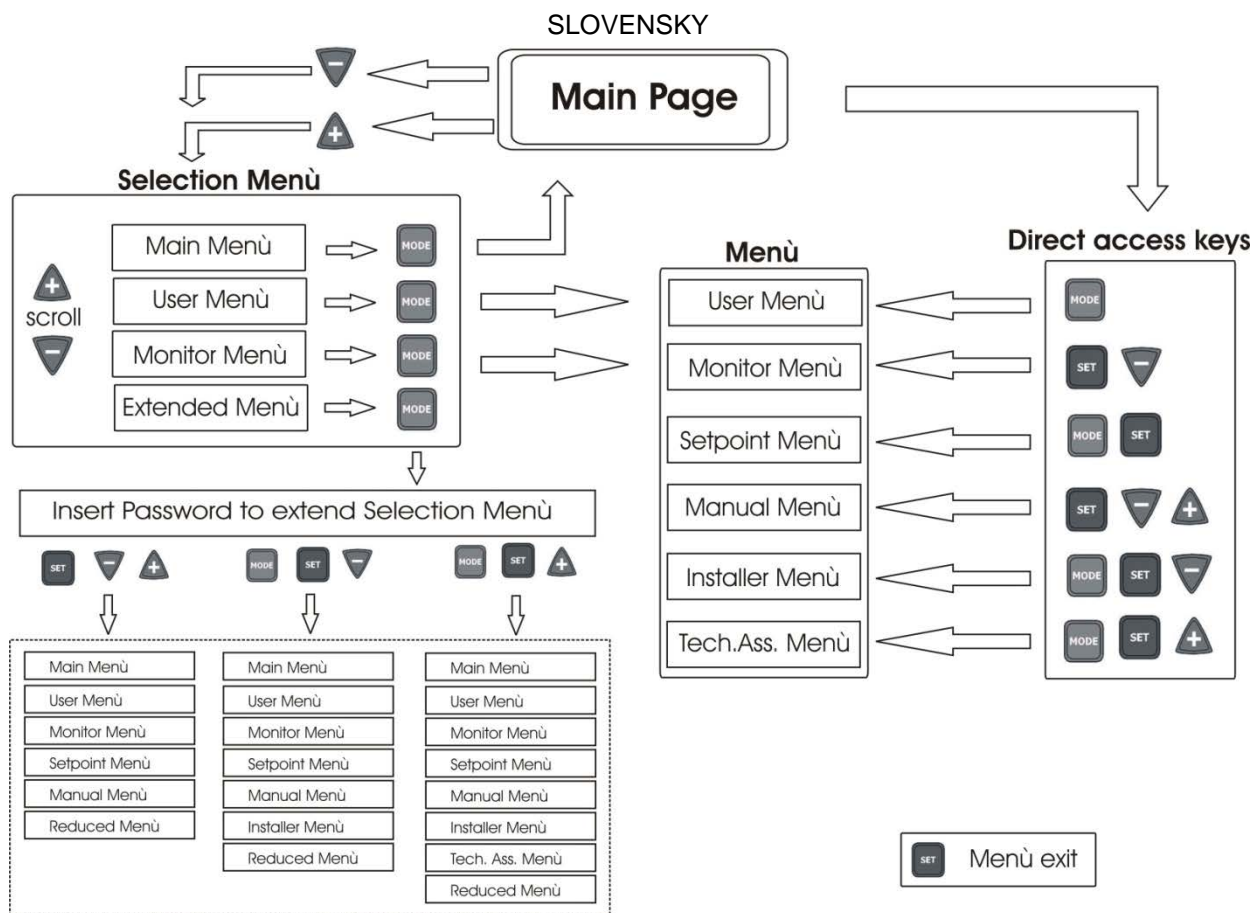 SLOVENSKY
Main Page
Selection Menù
scroll
Main Menù MODE
User Menù MODE
Monitor Menù MODE
Extended Menù MODE
Insert Password to extend Selection Menù
SET
MODE SET
MODE SET
Main Menù
User Menù
Monitor Menù
Setpoint Menù
Manual Menù
Reduced Menù
Main Menù
User Menù
Monitor Menù
Setpoint Menù
Manual Menù
Installer Menù
Reduced Menù
Main Menù
User Menù
Monitor Menù
Setpoint Menù
Manual Menù
Installer Menù
Tech. Ass. Menù
Reduced Menù
Menù
User Menù
Monitor Menù
Setpoint Menù
Manual Menù
Installer Menù
Tech.Ass. Menù
Direct access keys
MODE
SET
MODE SET
SET
MODE SET
MODE SET
SET Menù exit